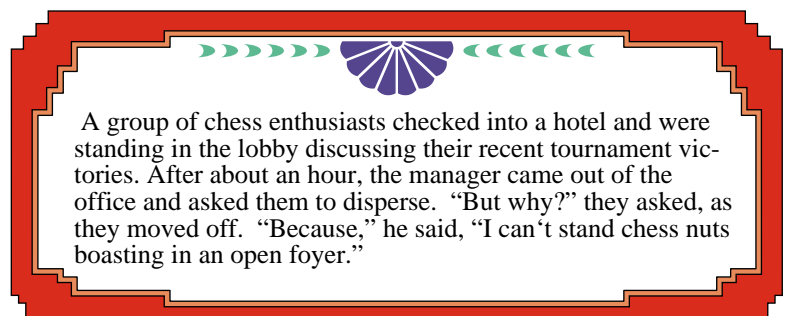 A group of chess enthusiasts checked into a hotel and were
standing in the lobby discussing their recent tournament vic-
tories. After about an hour, the manager came out of the
office and asked them to disperse.  “But why?” they asked, as
they moved off.  “Because,” he said, “I can‘t stand chess nuts
boasting in an open foyer.”